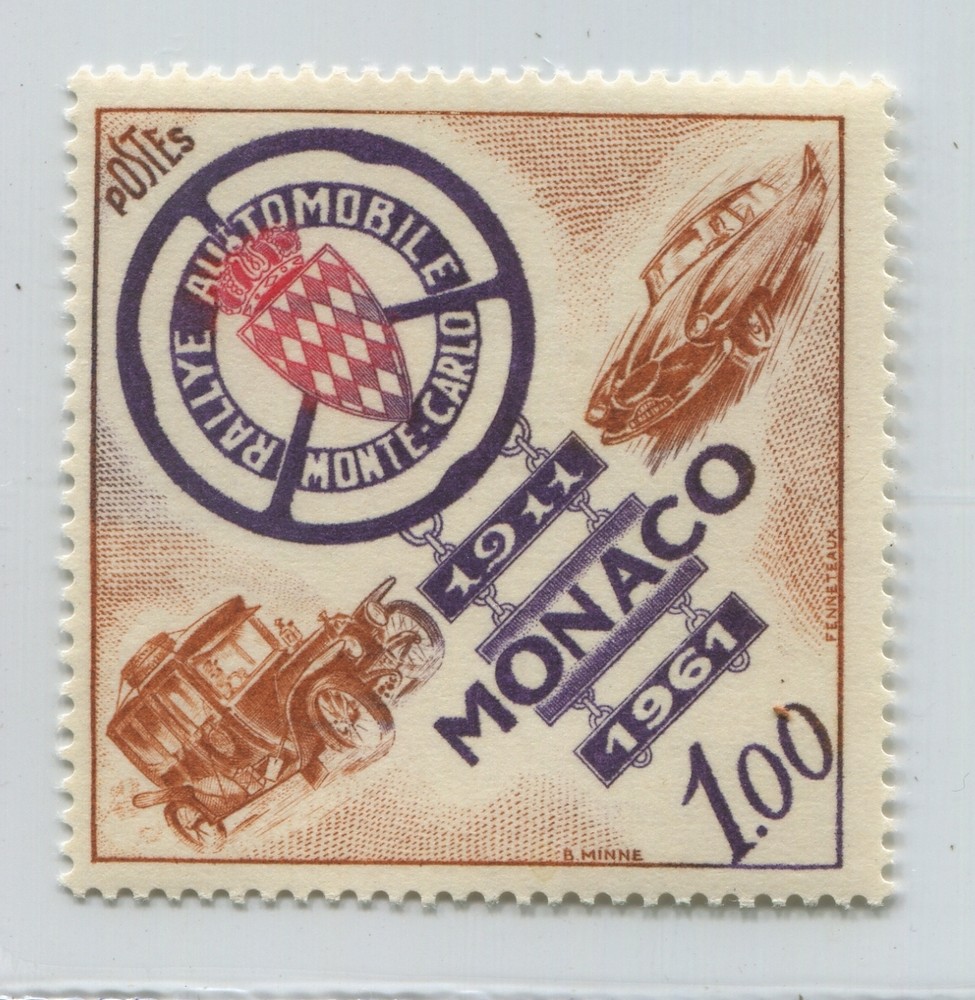 POSTES
RALLYE AUTOMOBILE
MONTE-CARLO
1911
MONACO
1961
1.00
FENNETEAUX
B. MINNE